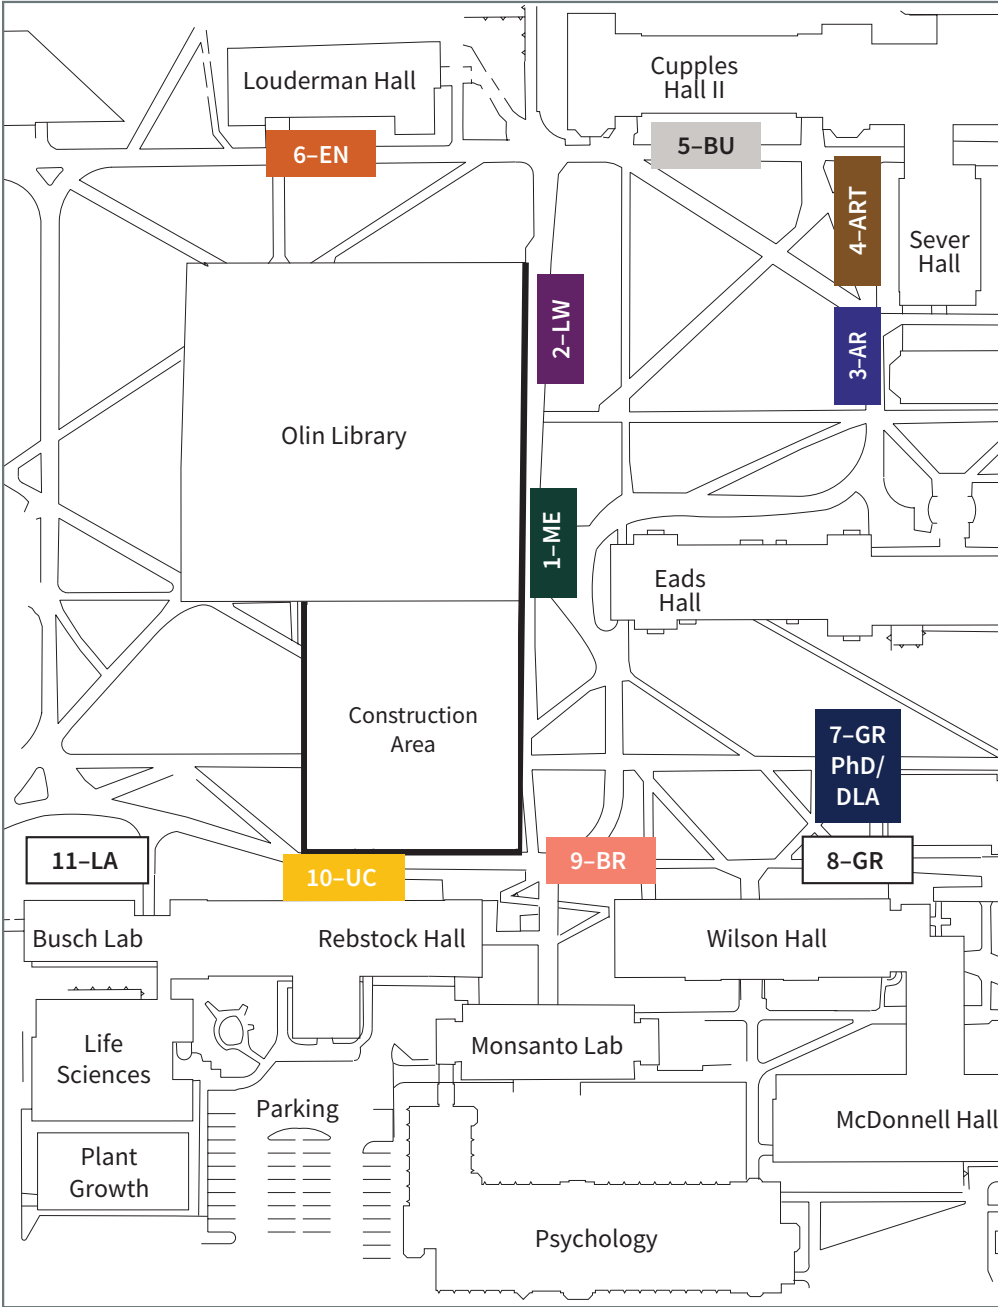 Louderman Hall
Cupples
Hall II
6–EN
5–BU
4–ART
Sever
Hall
2–LW
3–AR
Olin Library
1–ME
Eads
Hall
Construction
Area
7–GR
PhD/
DLA
11–LA
10–UC
9–BR
8–GR
Busch Lab
Rebstock Hall
Wilson Hall
Life
Sciences
Monsanto Lab
Parking
McDonnell Hall
Plant
Growth
Psychology